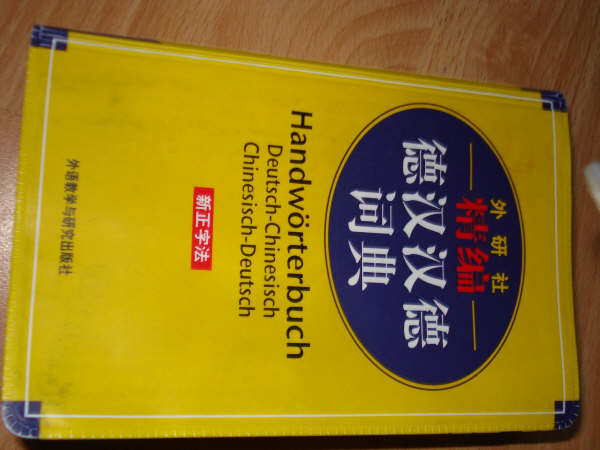 外研社
精编
德汉汉德
词典
Handwörterbuch
Deutsch-Chinesisch
Chinesisch-Deutsch
新正字法
外语教学与研究出版社